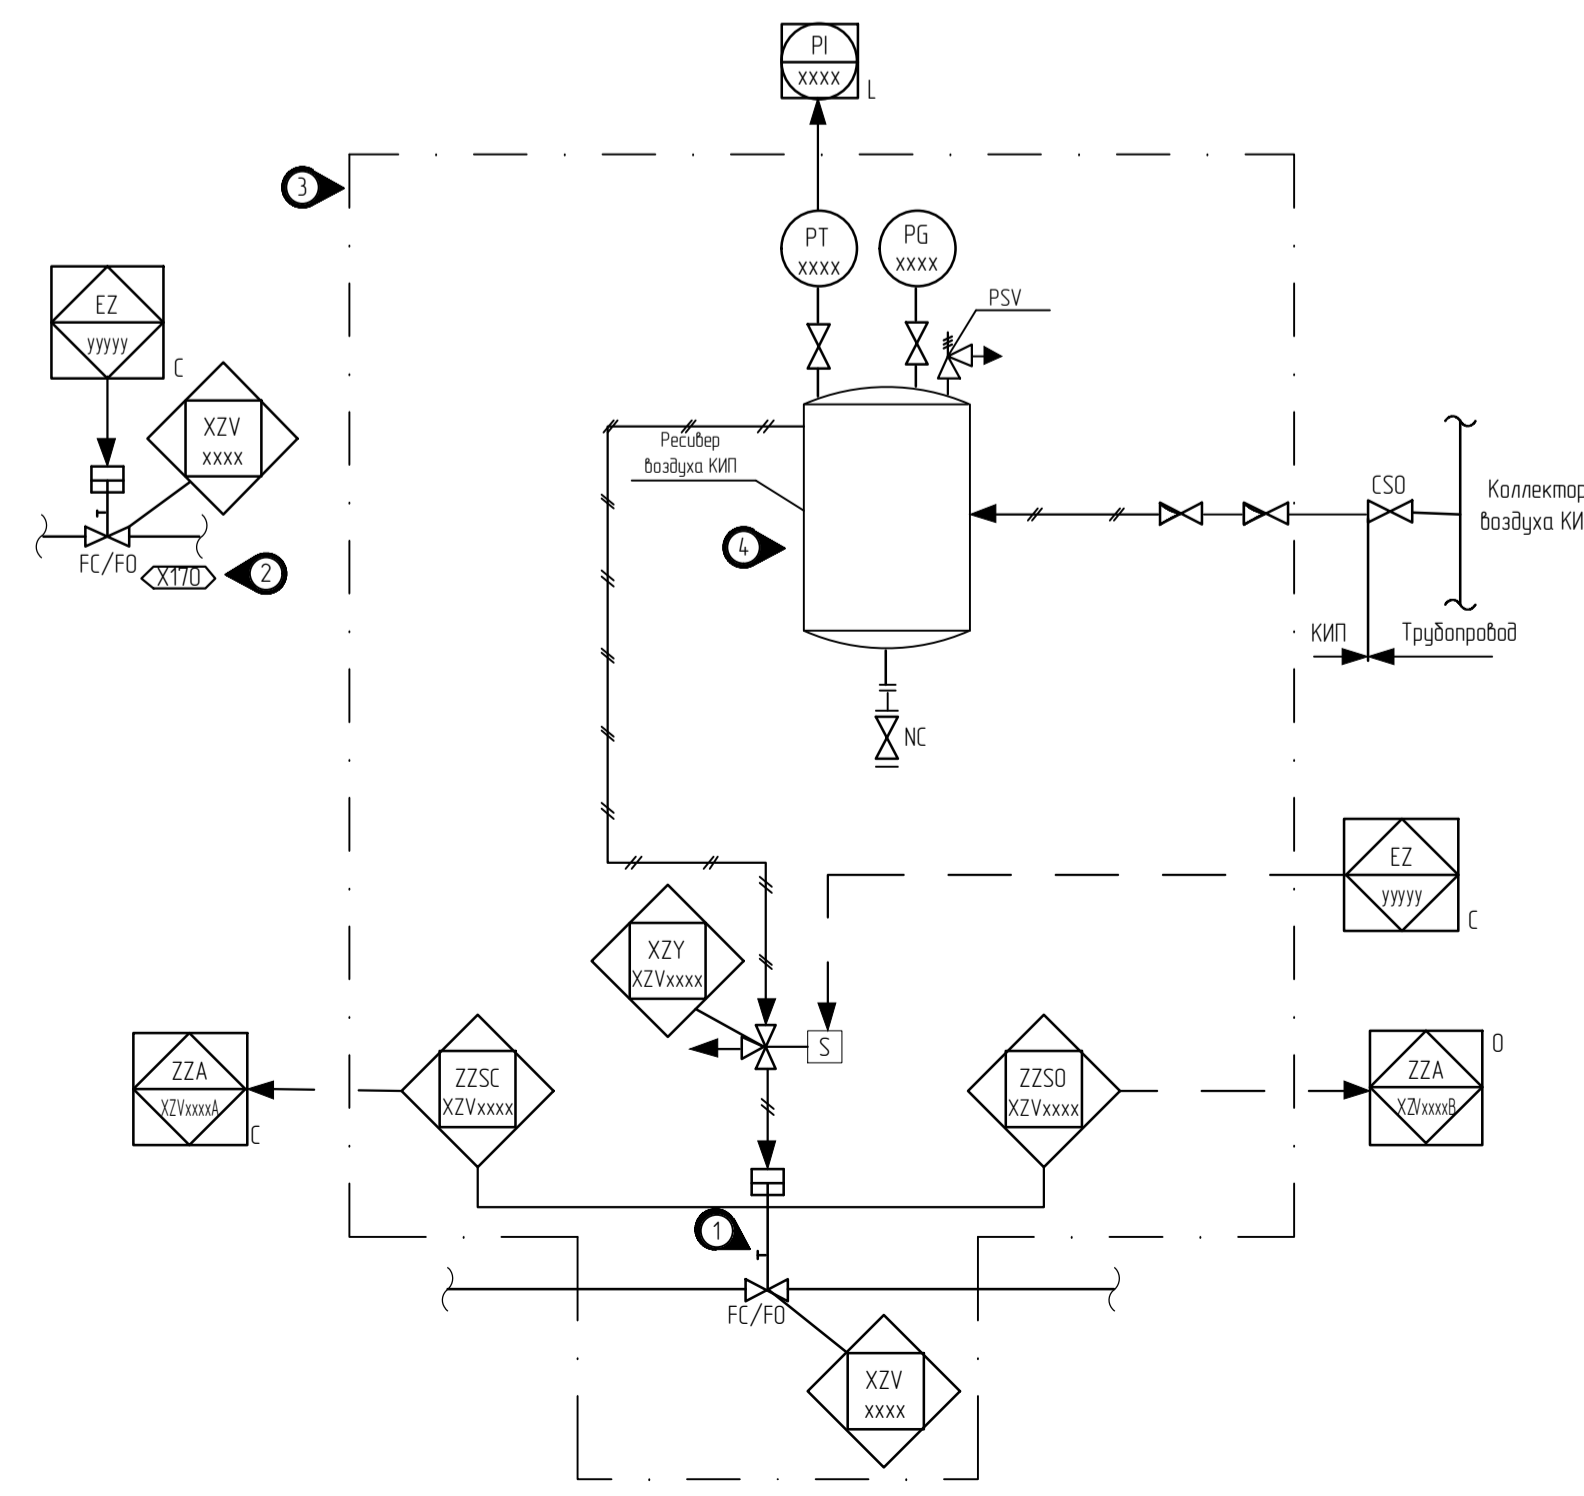 PI
xxxx
L
3
PT
xxxx
PG
xxxx
PSV
EZ
yyyyy
C
XZV
xxxx
FC/FO
X170
2
Ресивер
воздуха КИП
4
CSO
Коллектор
воздуха КИ
КИП
Трубопровод
NC
EZ
yyyyy
C
XZY
XZVxxxx
S
ZZA
XZVxxxxA
C
ZZSC
XZVxxxx
ZZSO
XZVxxxx
ZZA
XZVxxxxB
O
1
FC/FO
XZV
xxxx